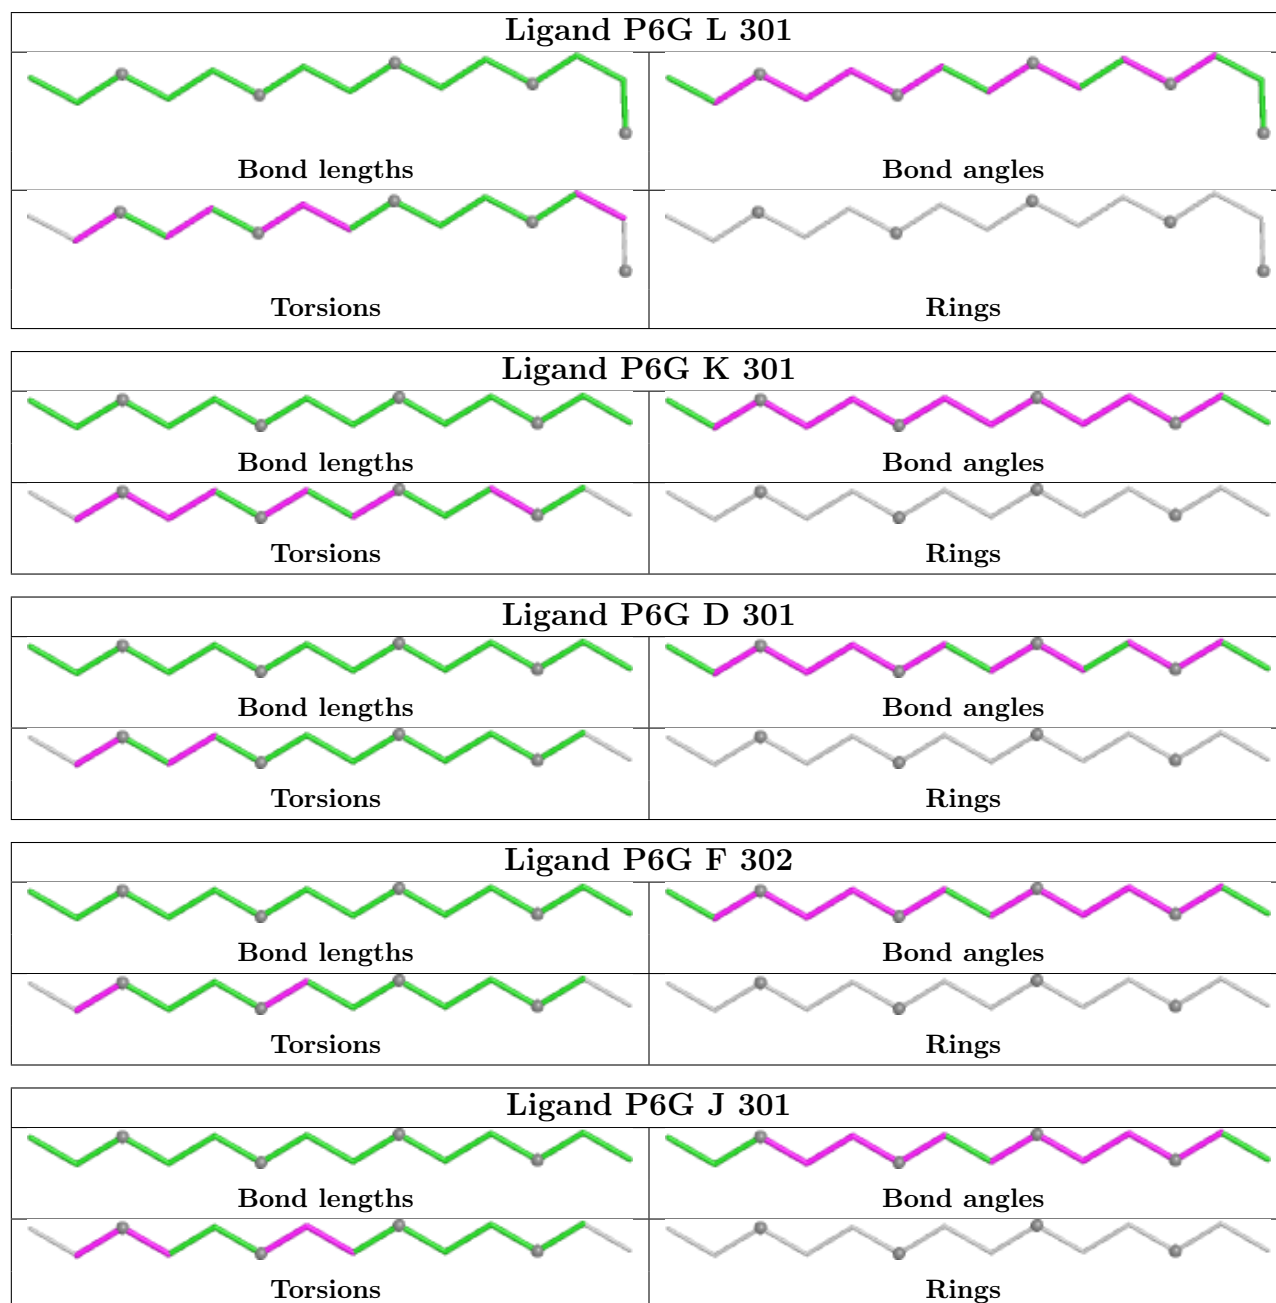 Ligand P6G L 301
Bond lengths
Bond angles
Torsions
Rings
Ligand P6G K 301
Bond lengths
Bond angles
Torsions
Rings
Ligand P6G D 301
Bond lengths
Bond angles
Torsions
Rings
Ligand P6G F 302
Bond lengths
Bond angles
Torsions
Rings
Ligand P6G J 301
Bond lengths
Bond angles
Torsions
Rings